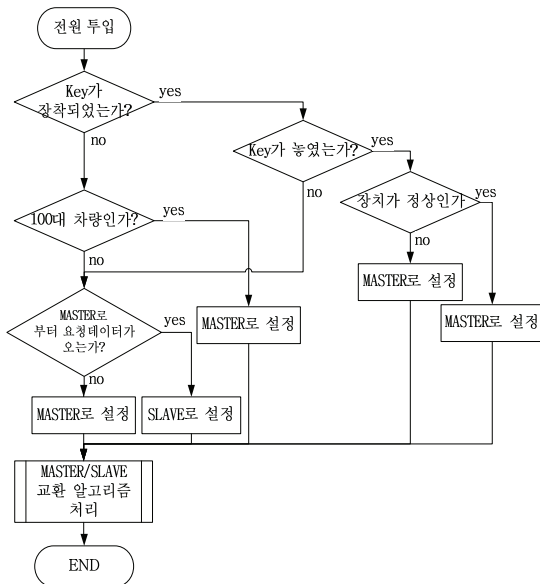 전원 투입
Key가
장착되었는가?
yes
no
Key가 놓였는가?
yes
no
장치가 정상인가
yes
no
100대 차량인가?
yes
no
MASTER로 설정
MASTER로 설정
MASTER로 설정
MASTER로
부터 요청데이터가
오는가?
yes
no
MASTER로 설정
SLAVE로 설정
MASTER/SLAVE
교환 알고리즘
처리
END